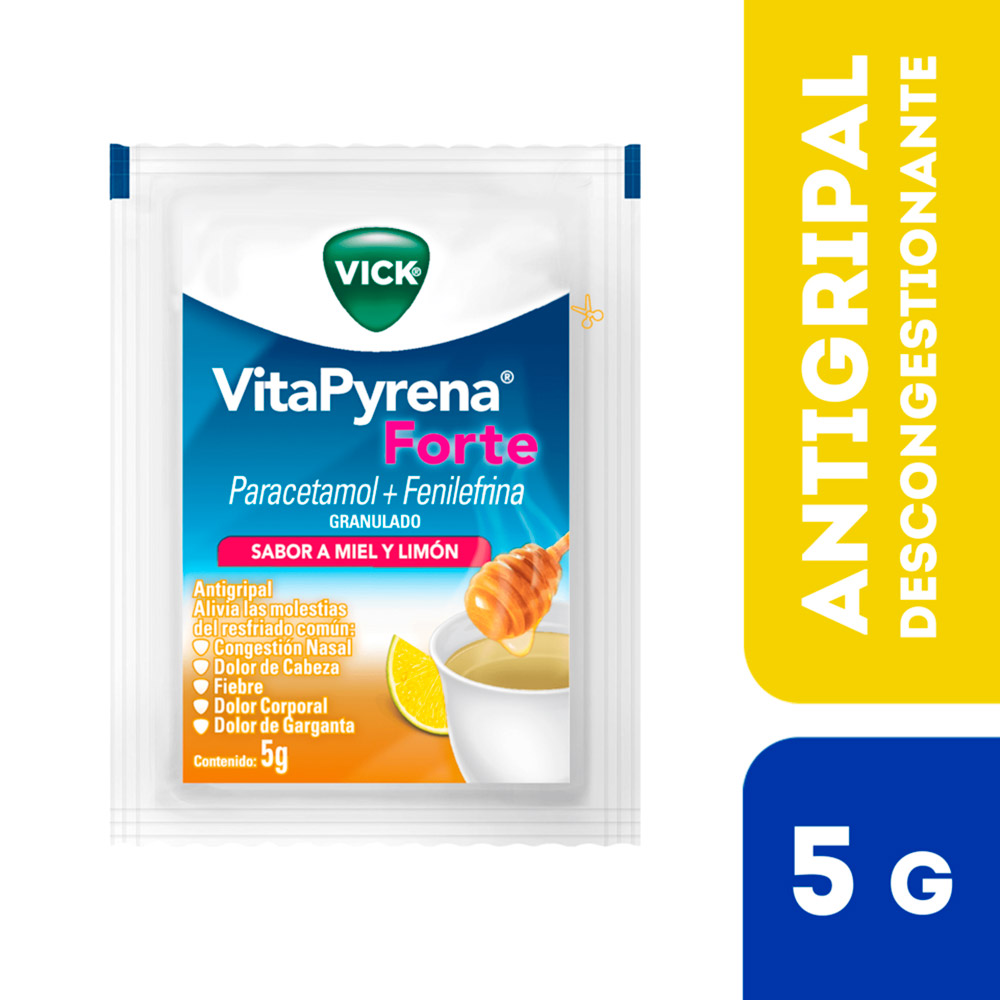 VICK®
VitaPyrena®
Forte
Paracetamol + Fenilefrina
GRANULADO
SABOR A MIEL Y LIMÓN
Antigripal
Alivia las molestias
del resfriado común:
Congestión Nasal
Dolor de Cabeza
Fiebre
Dolor Corporal
Dolor de Garganta
Contenido: 5g
ANTIGRIPAL
DESCONGESTIONANTE
5 G